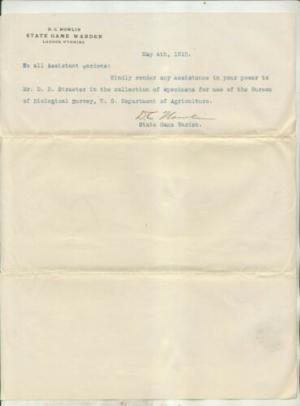 D. C. NOWLIN
STATE GAME WARDEN
LANDER, WYOMING
May 4th, 1910.
To all Assistant Wardens:
Kindly render any assistance in your power to
Mr. D. D. Streeter in the collection of specimens for use of the Bureau
of Biological Survey, U. S. Department of Agriculture.
D C Nowlin
State Game Warden.